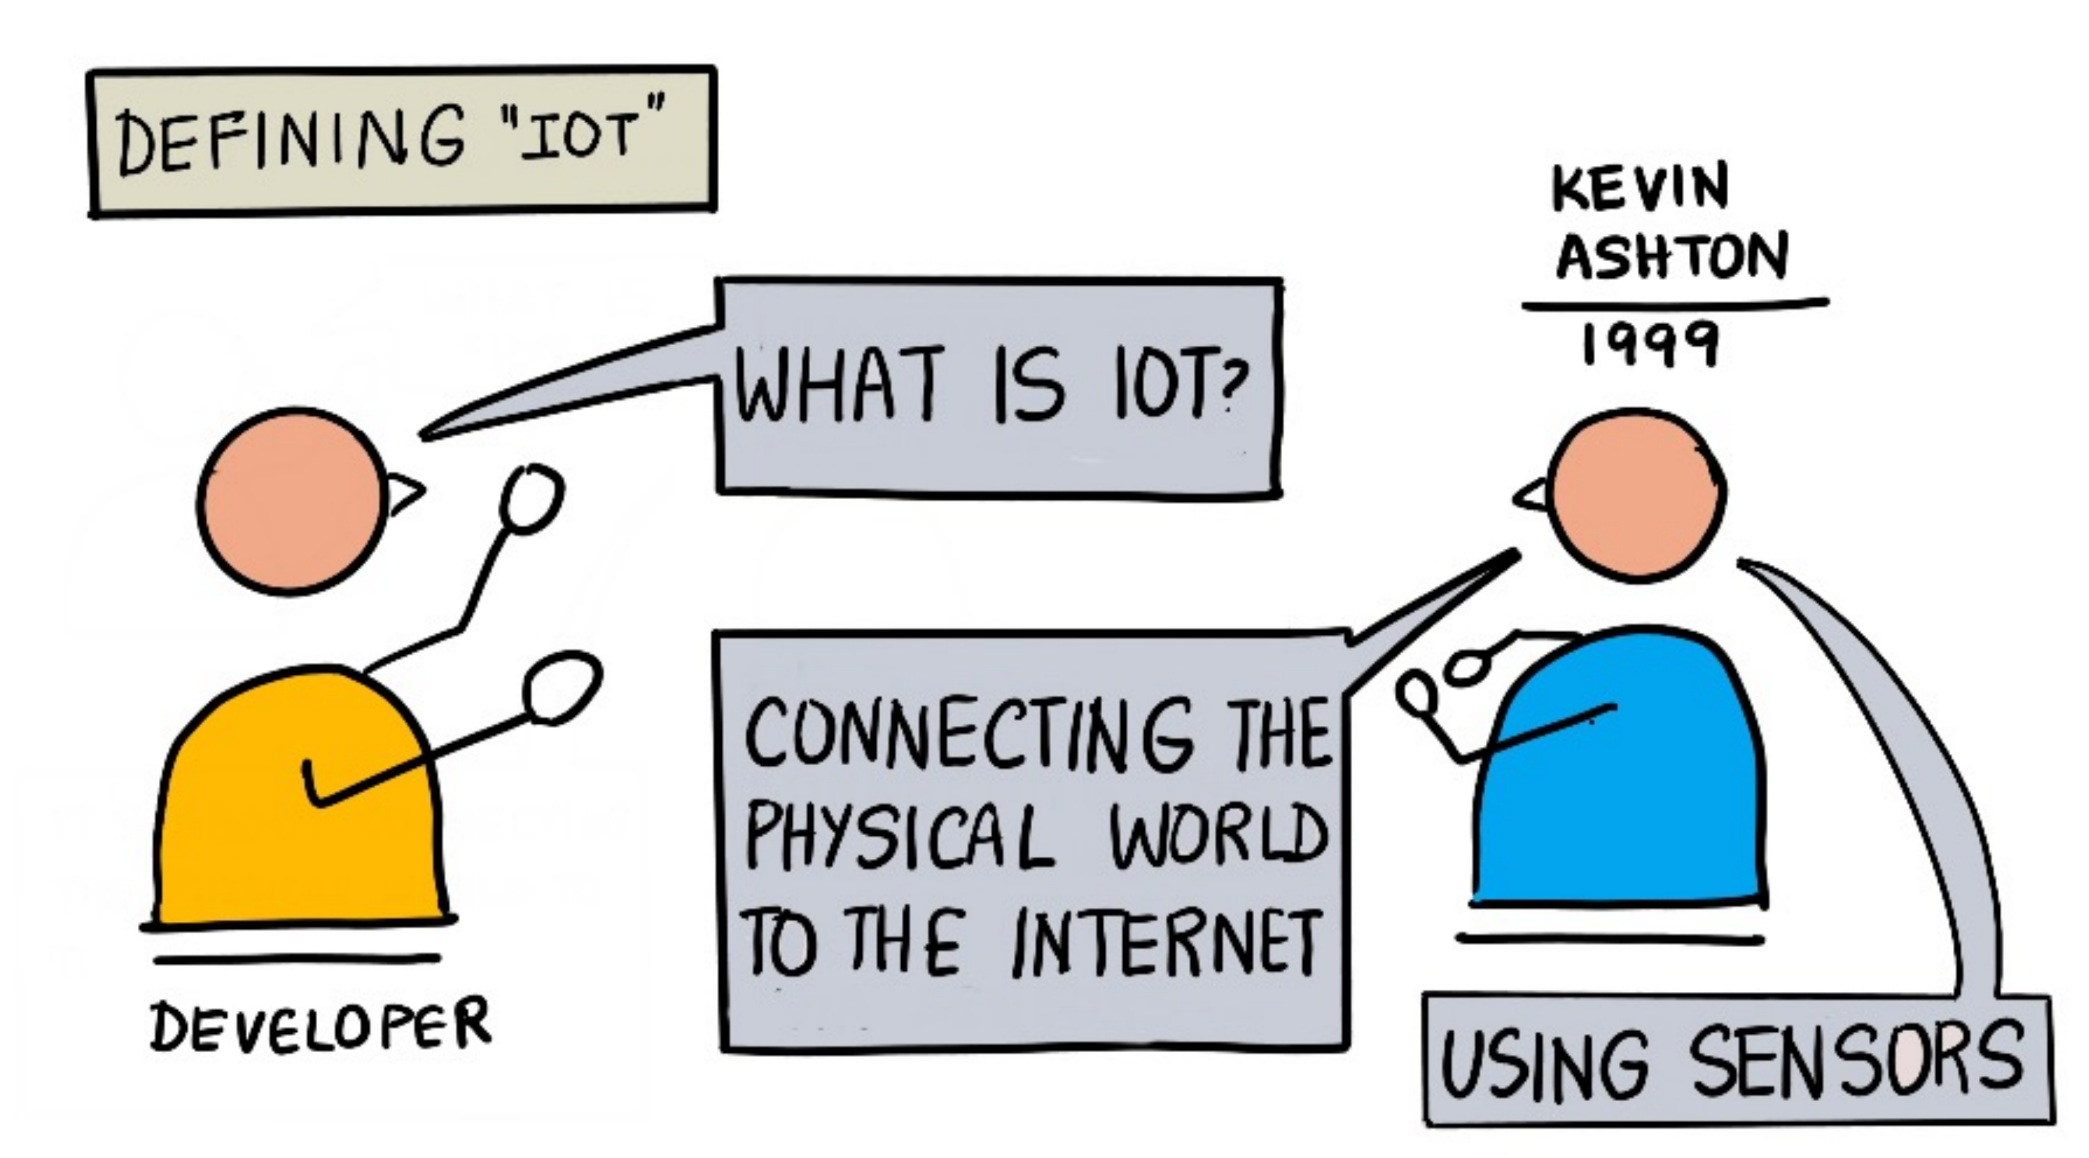 DEFINING "IOT"
KEVIN
ASHTON
1999
WHAT IS IOT?
CONNECTING THE
PHYSICAL WORLD
TO THE INTERNET
DEVELOPER
USING SENSORS